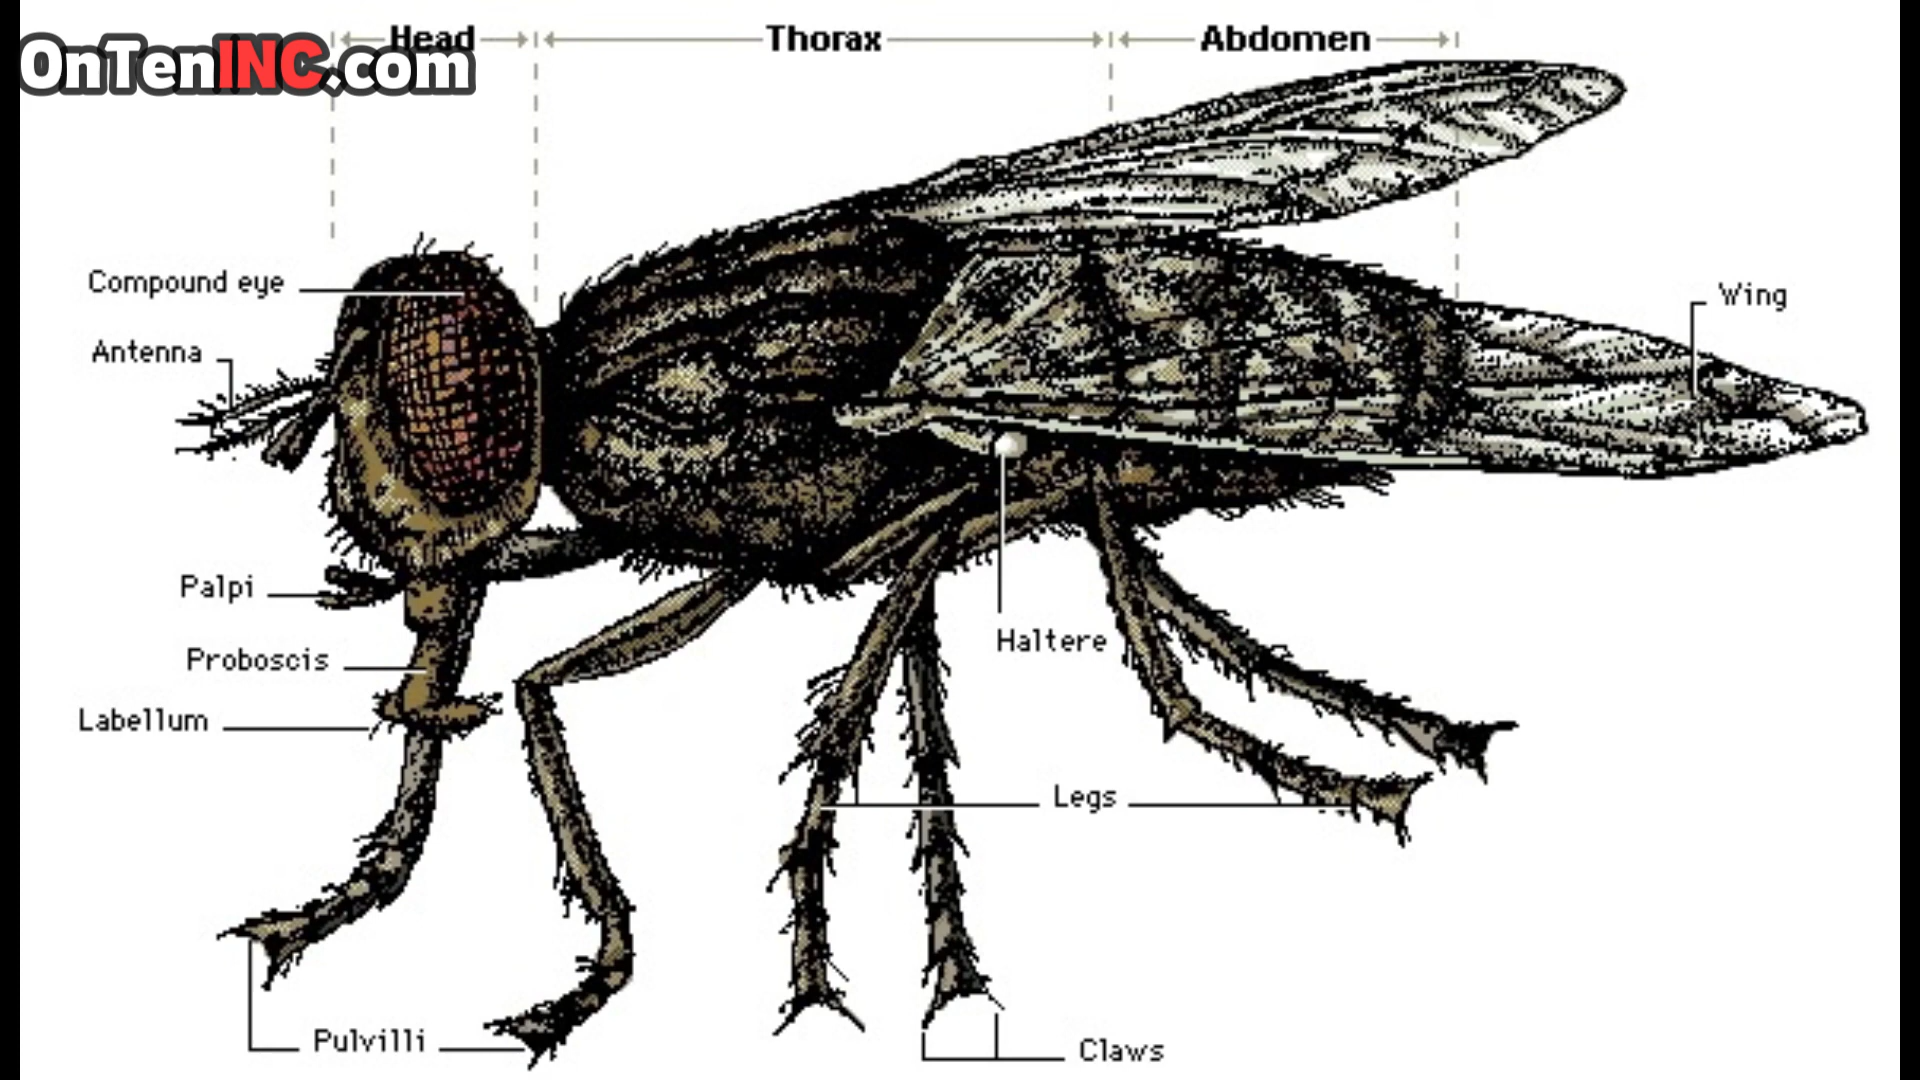 Head
Thorax
Abdomen
OnTenINC.com
Compound eye
Wing
Antenna
Palpi
Haltere
Proboscis
Labellum
Legs
Pulvilli
Claws